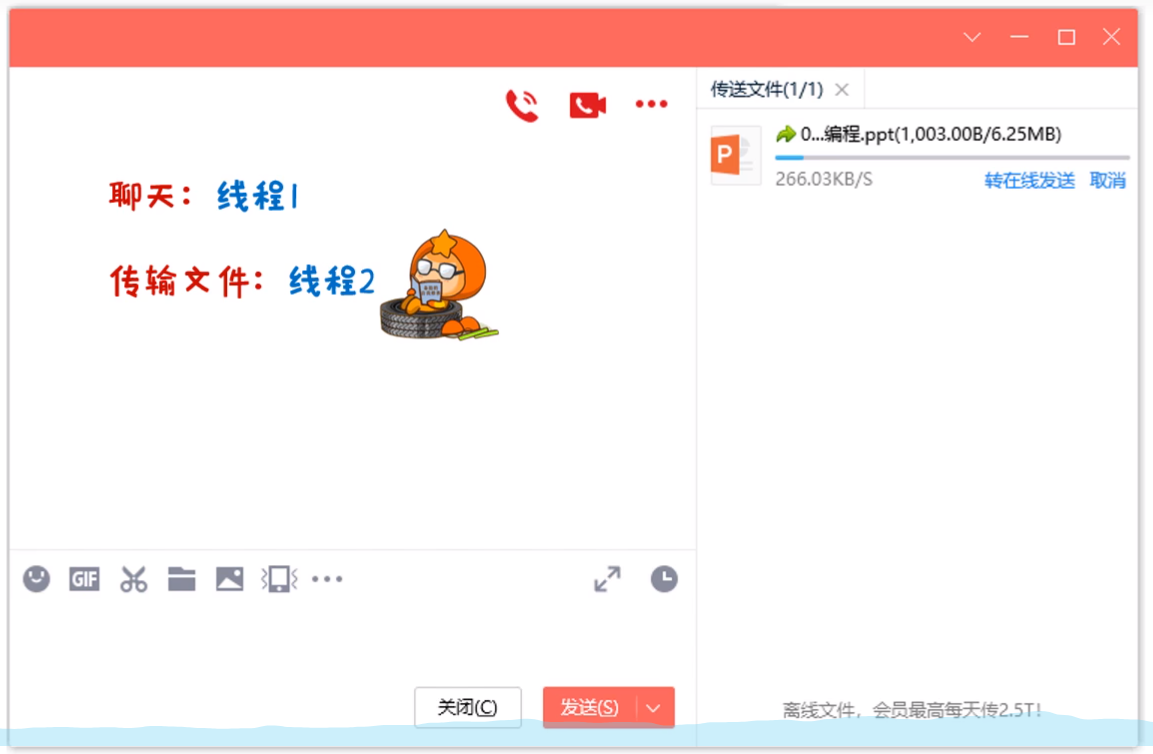 传送文件(1/1)
0...编程.ppt(1,003.00B/6.25MB)
P
266.03KB/S
转在线发送 取消
聊天：线程1
传输文件：线程2
GIF
关闭(C)
发送(S)
离线文件，会员最高每天传2.5T!